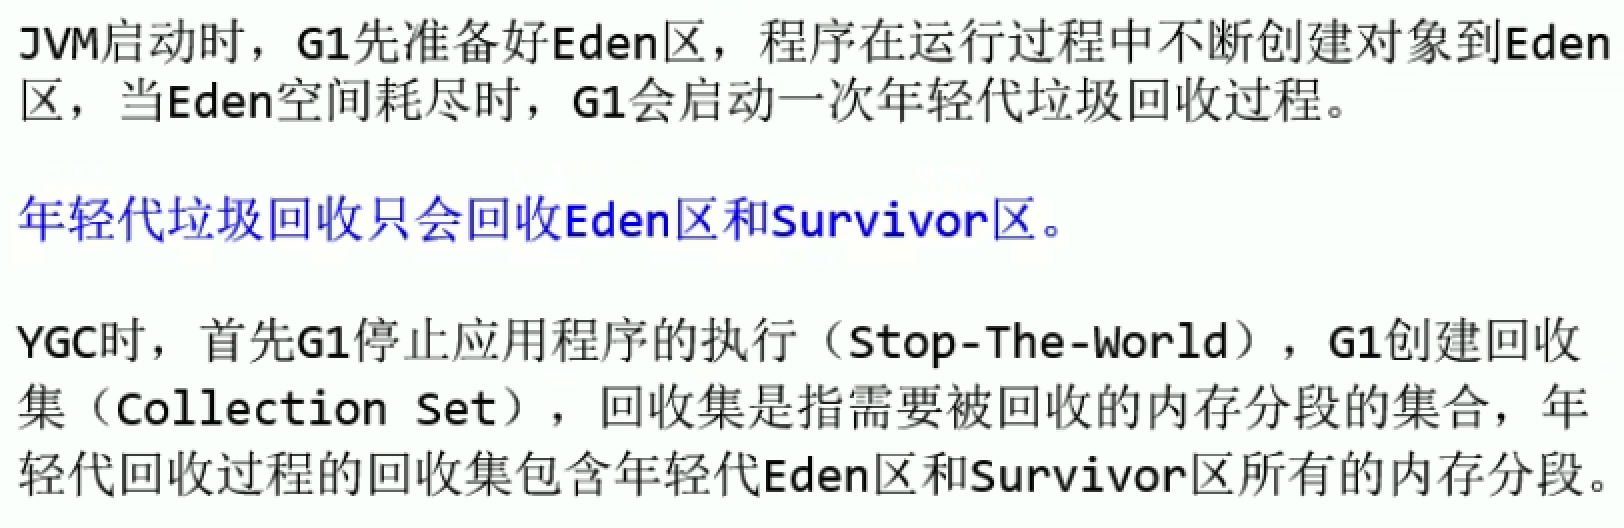 JVM启动时，G1先准备好Eden区，程序在运行过程中不断创建对象到Eden
区，当Eden空间耗尽时，G1会启动一次年轻代垃圾回收过程。
年轻代垃圾回收只会回收Eden区和Survivor区。
YGC时，首先G1停止应用程序的执行（Stop-The-World），G1创建回收
集（Collection Set），回收集是指需要被回收的内存分段的集合，年
轻代回收过程的回收集包含年轻代Eden区和Survivor区所有的内存分段。